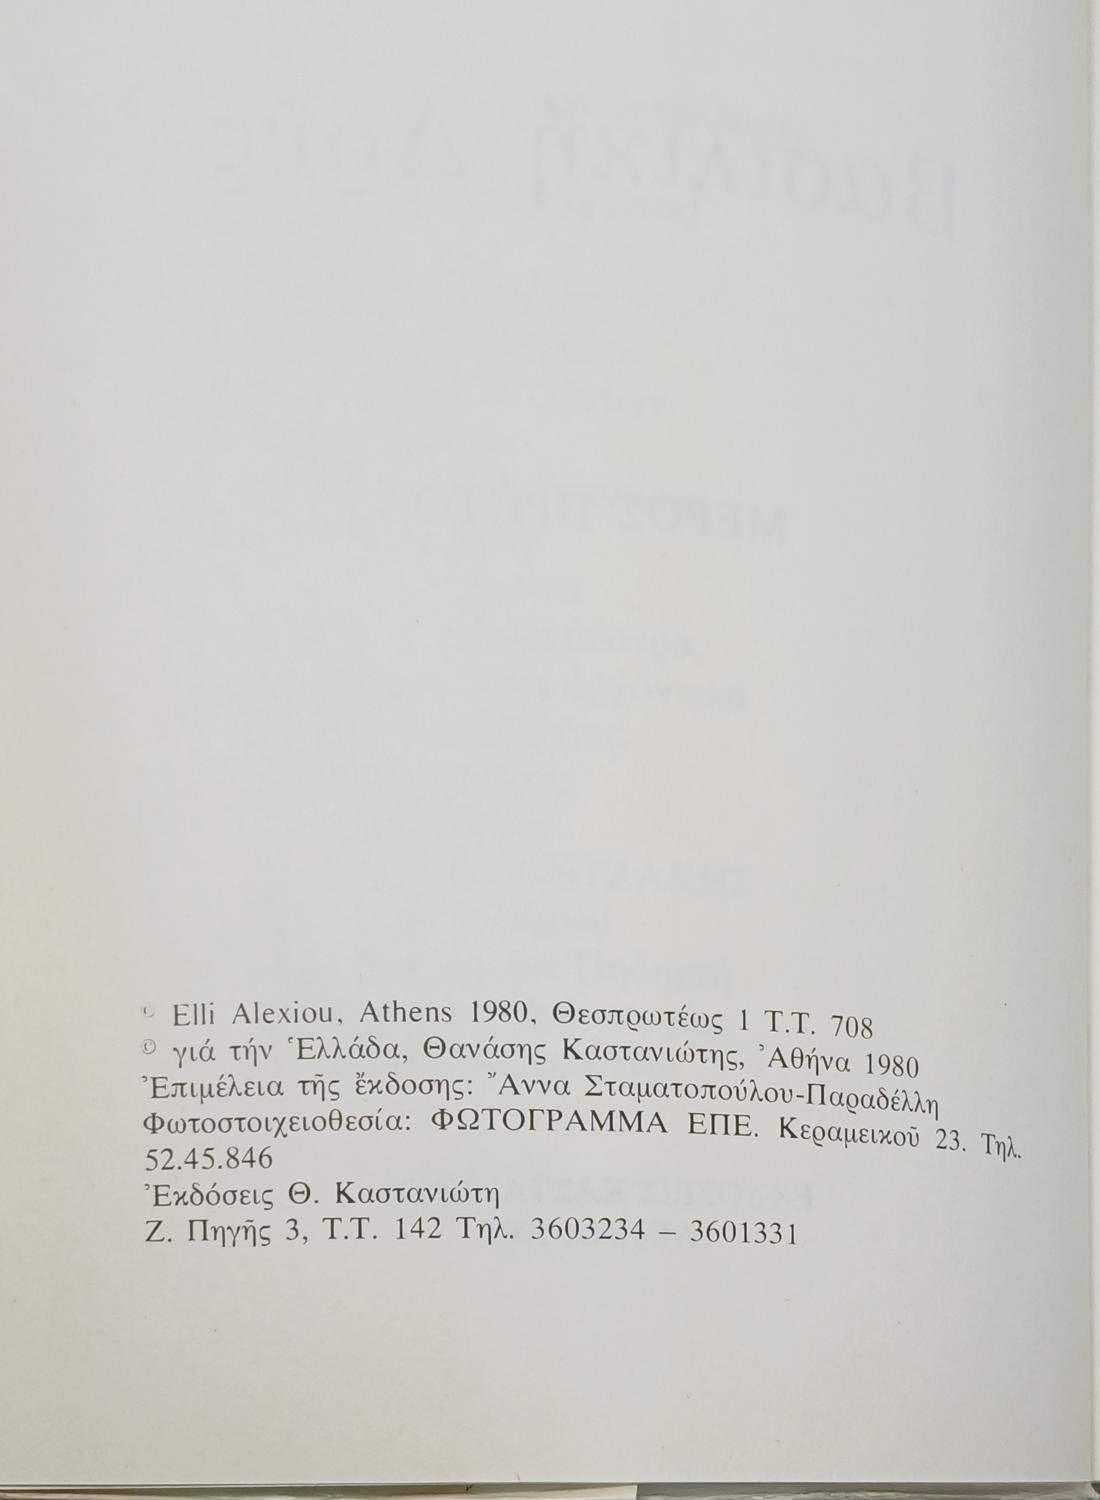 © Elli Alexiou, Athens 1980, Θεσπρωτέως 1 Τ.Τ. 708
© γιά τήν Ἑλλάδα, Θανάσης Καστανιώτης, Ἀθήνα 1980
Ἐπιμέλεια τῆς ἔκδοσης: Ἄννα Σταματοπούλου-Παραδέλλη
Φωτοστοιχειοθεσία: ΦΩΤΟΓΡΑΜΜΑ ΕΠΕ. Κεραμεικοῦ 23. Τηλ.
52.45.846
Ἐκδόσεις Θ. Καστανιώτη
Ζ. Πηγῆς 3, Τ.Τ. 142 Τηλ. 3603234 – 3601331